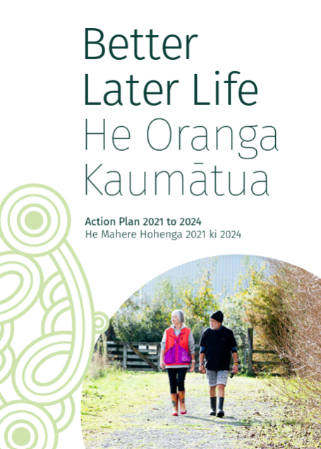 Better
Later Life
He Oranga
Kaumātua
Action Plan 2021 to 2024
He Mahere Hohenga 2021 ki 2024